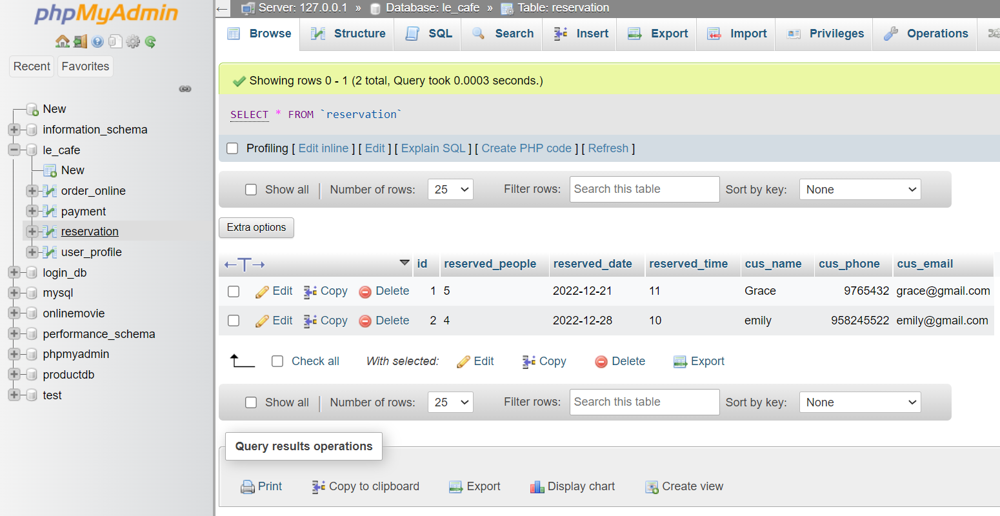 phpMyAdmin
Recent Favorites
New
information_schema
le_cafe
New
order_online
payment
reservation
user_profile
login_db
mysql
onlinemovie
performance_schema
phpmyadmin
productdb
test
← Server: 127.0.0.1 » Database: le_cafe » Table: reservation
Browse Structure SQL Search Insert Export Import Privileges Operations
Showing rows 0 - 1 (2 total, Query took 0.0003 seconds.)
SELECT * FROM `reservation`
Profiling [ Edit inline ] [ Edit ] [ Explain SQL ] [ Create PHP code ] [ Refresh ]
Show all | Number of rows: 25 Filter rows: Search this table Sort by key: None
Extra options
←T→ id reserved_people reserved_date reserved_time cus_name cus_phone cus_email
Edit Copy Delete 1 5 2022-12-21 11 Grace 9765432 grace@gmail.com
Edit Copy Delete 2 4 2022-12-28 10 emily 958245522 emily@gmail.com
Check all With selected: Edit Copy Delete Export
Show all | Number of rows: 25 Filter rows: Search this table Sort by key: None
Query results operations
Print Copy to clipboard Export Display chart Create view